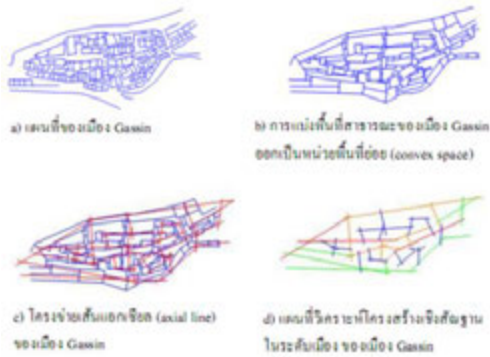 a) แผนที่ของเมือง Gassin
b) การแบ่งพื้นที่สาธารณะของเมือง Gassin
ออกเป็นหน่วยพื้นที่ย่อย (convex space)
c) โครงข่ายเส้นแอกเซียล (axial line)
ของเมือง Gassin
d) แผนที่วิเคราะห์โครงสร้างเชิงสัณฐาน
ในระดับเมือง ของเมือง Gassin